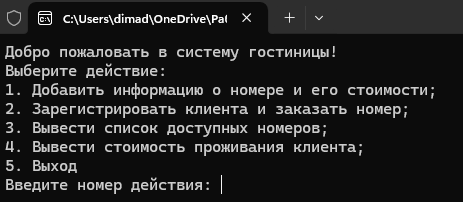 C:\Users\dimad\OneDrive\Рабо
Добро пожаловать в систему гостиницы!
Выберите действие:
1. Добавить информацию о номере и его стоимости;
2. Зарегистрировать клиента и заказать номер;
3. Вывести список доступных номеров;
4. Вывести стоимость проживания клиента;
5. Выход
Введите номер действия: